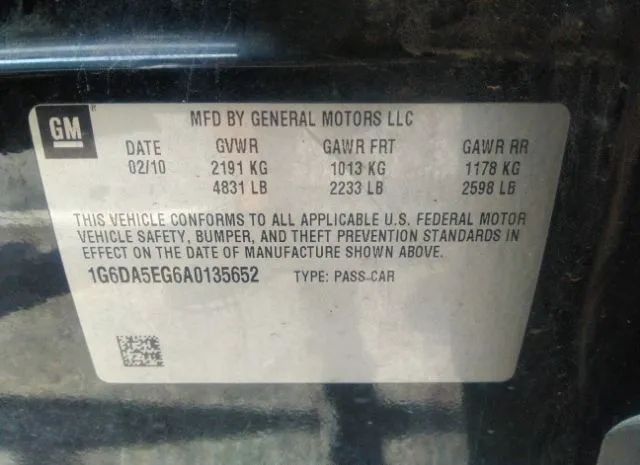 GM
MFD BY GENERAL MOTORS LLC
DATE GVWR GAWR FRT GAWR RR
02/10 2191 KG 1013 KG 1178 KG
4831 LB 2233 LB 2598 LB
THIS VEHICLE CONFORMS TO ALL APPLICABLE U.S. FEDERAL MOTOR
VEHICLE SAFETY, BUMPER, AND THEFT PREVENTION STANDARDS IN
EFFECT ON THE DATE OF MANUFACTURE SHOWN ABOVE.
1G6DA5EG6A0135652 TYPE: PASS CAR